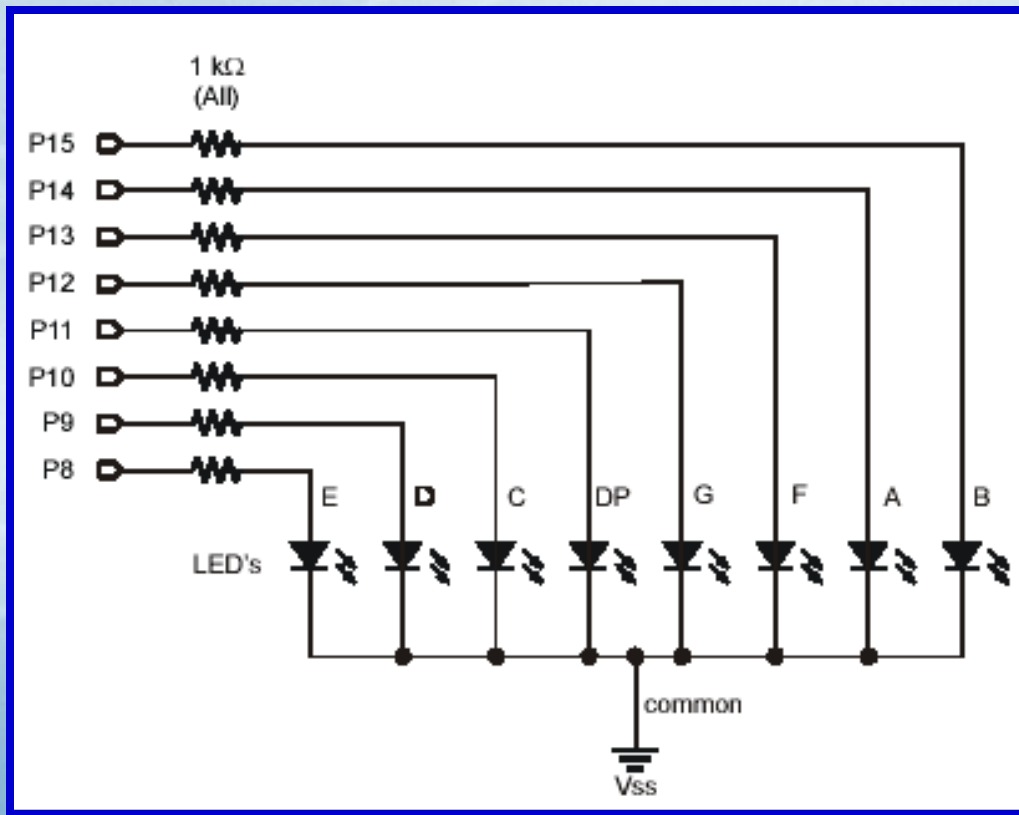 1 kΩ
(All)
P15
P14
P13
P12
P11
P10
P9
P8
E D C DP G F A B
LED's
common
Vss